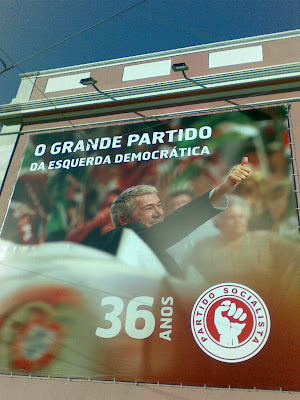 O GRANDE PARTIDO
DA ESQUERDA DEMOCRÁTICA
36 ANOS
PARTIDO SOCIALISTA